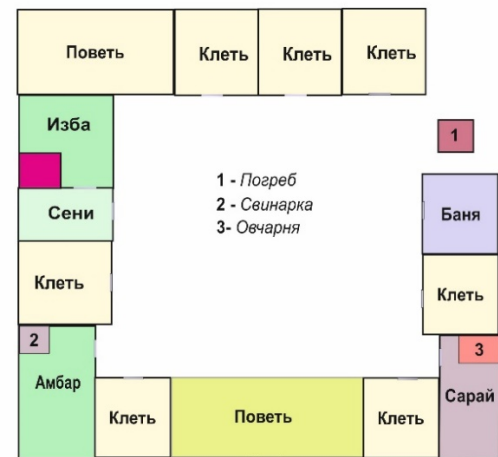 Поветь
Клеть
Клеть
Клеть
Изба
1
1 - Погреб
2 - Свинарка
3- Овчарня
Сени
Баня
Клеть
Клеть
2
3
Амбар
Сарай
Клеть
Поветь
Клеть